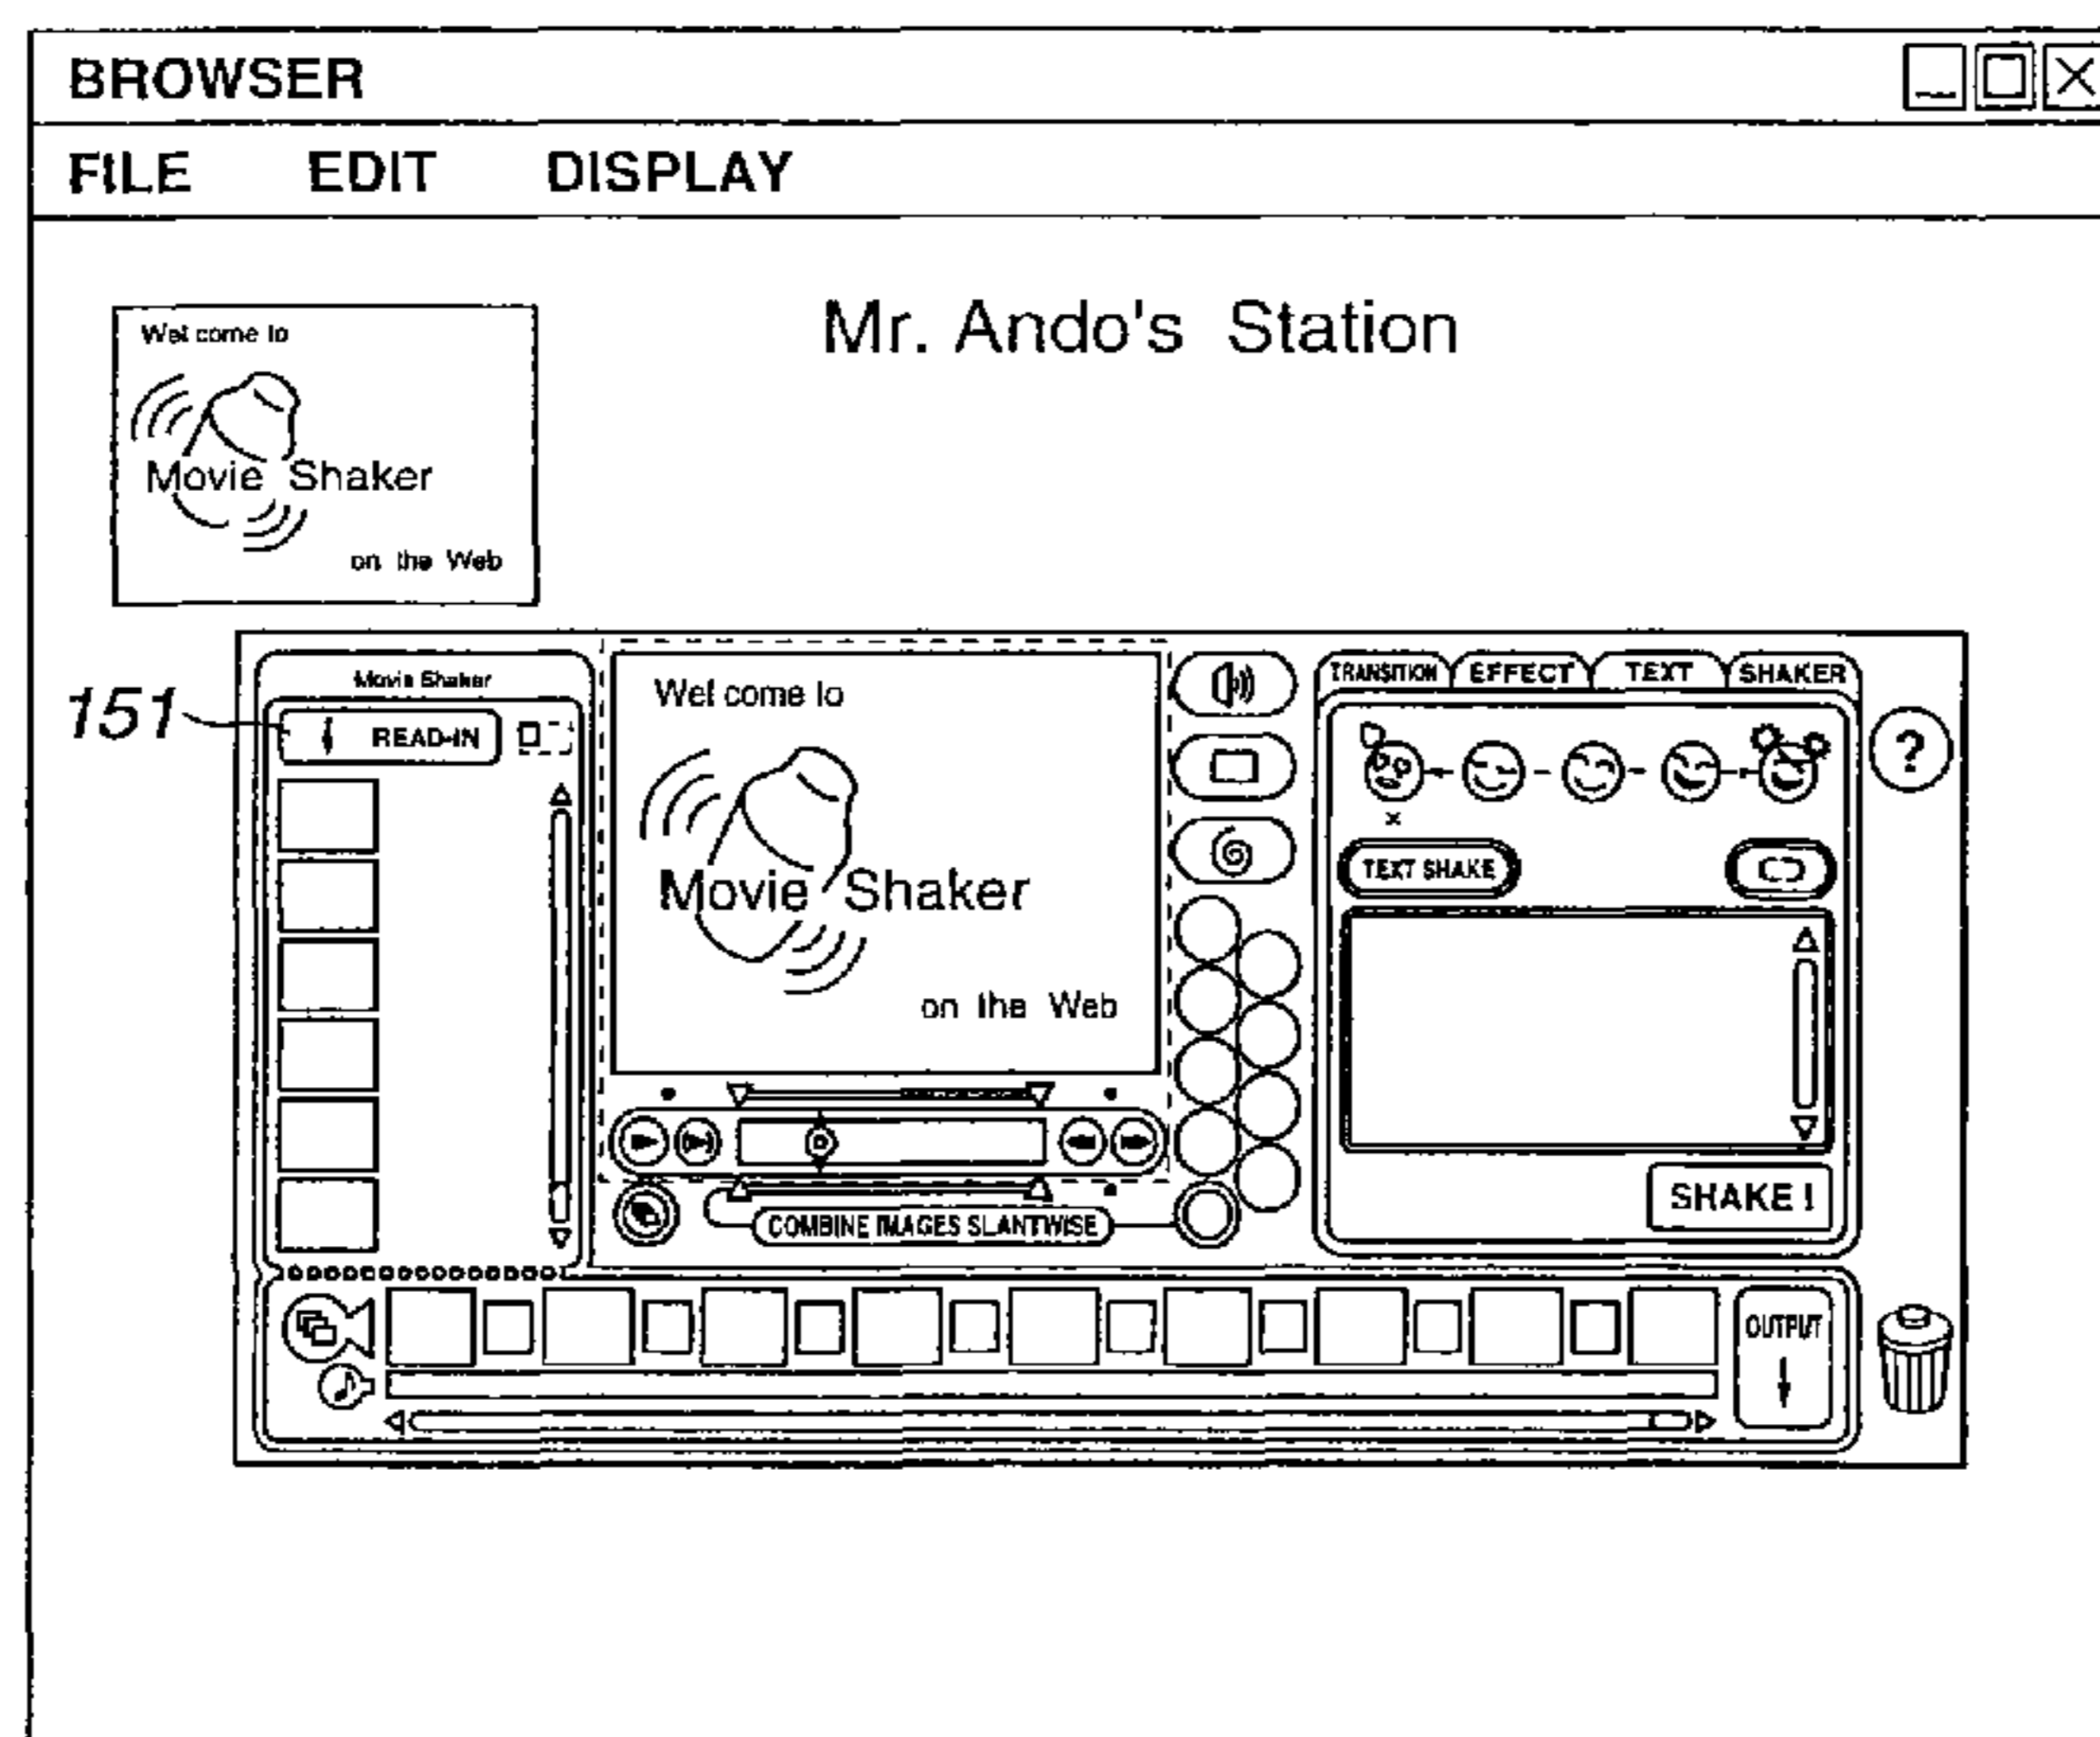 BROWSER
FILE EDIT DISPLAY
Mr. Ando's Station
Wel come lo
Movie Shaker
on the Web
Movie Shaker
151
READ-IN
Wel come lo
Movie Shaker
on the Web
COMBINE IMAGES SLANTWISE
TRANSITION EFFECT TEXT SHAKER
?
×
TEXT SHAKE
SHAKE !
OUTPUT